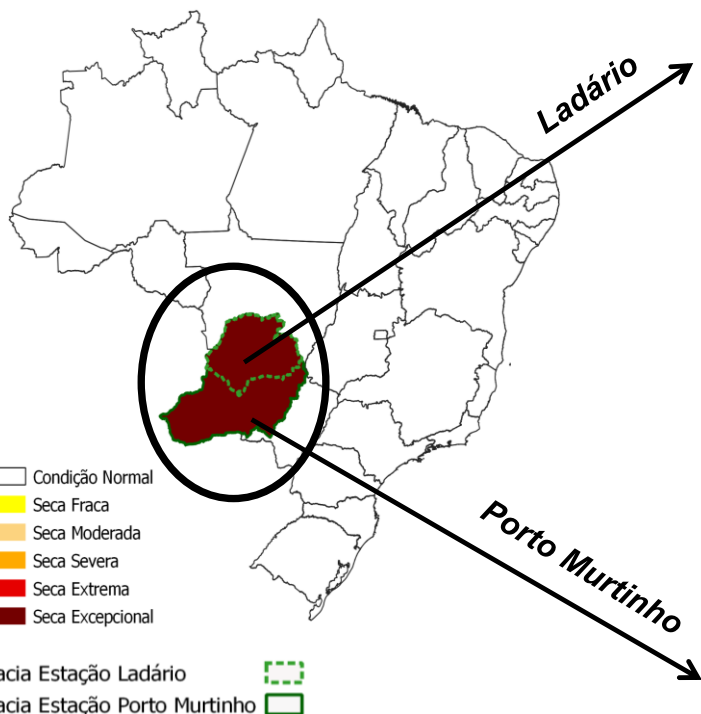 Ladário
Porto Murtinho
Condição Normal
Seca Fraca
Seca Moderada
Seca Severa
Seca Extrema
Seca Excepcional
acia Estação Ladário
acia Estação Porto Murtinho